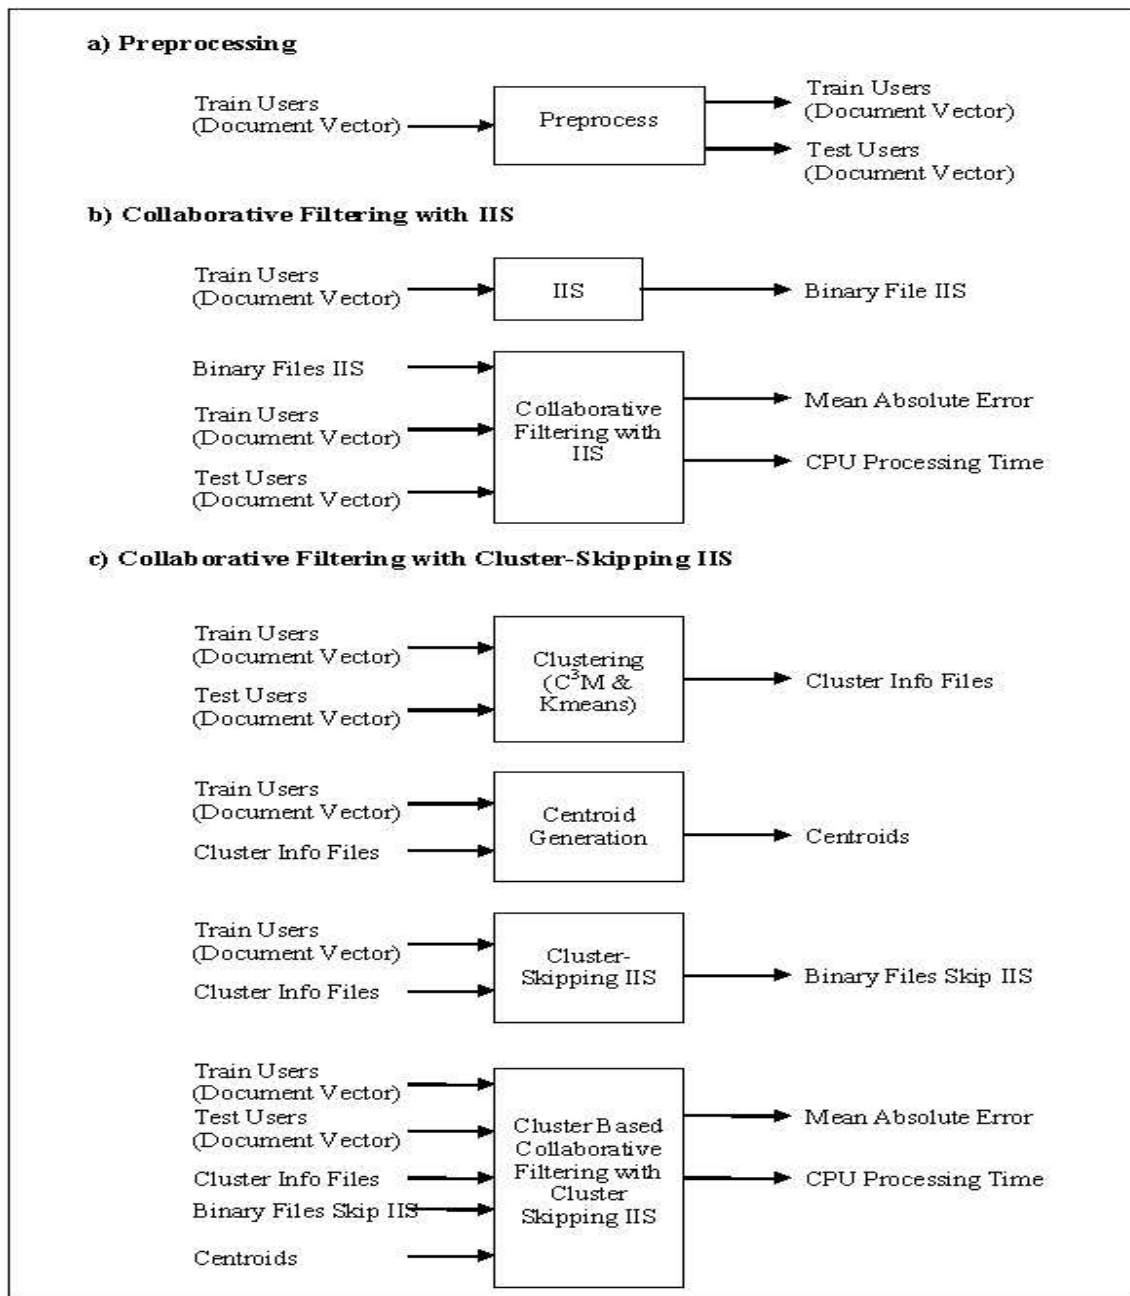 a) Preprocessing
Train Users
(Document Vector)
Preprocess
Train Users
(Document Vector)
Test Users
(Document Vector)
b) Collaborative Filtering with IIS
Train Users
(Document Vector)
IIS
Binary File IIS
Binary Files IIS
Train Users
(Document Vector)
Test Users
(Document Vector)
Collaborative
Filtering with
IIS
Mean Absolute Error
CPU Processing Time
c) Collaborative Filtering with Cluster-Skipping IIS
Train Users
(Document Vector)
Test Users
(Document Vector)
Clustering
(C³M &
Kmeans)
Cluster Info Files
Train Users
(Document Vector)
Cluster Info Files
Centroid
Generation
Centroids
Train Users
(Document Vector)
Cluster Info Files
Cluster-
Skipping IIS
Binary Files Skip IIS
Train Users
(Document Vector)
Test Users
(Document Vector)
Cluster Info Files
Binary Files Skip IIS
Centroids
Cluster Based
Collaborative
Filtering with
Cluster
Skipping IIS
Mean Absolute Error
CPU Processing Time